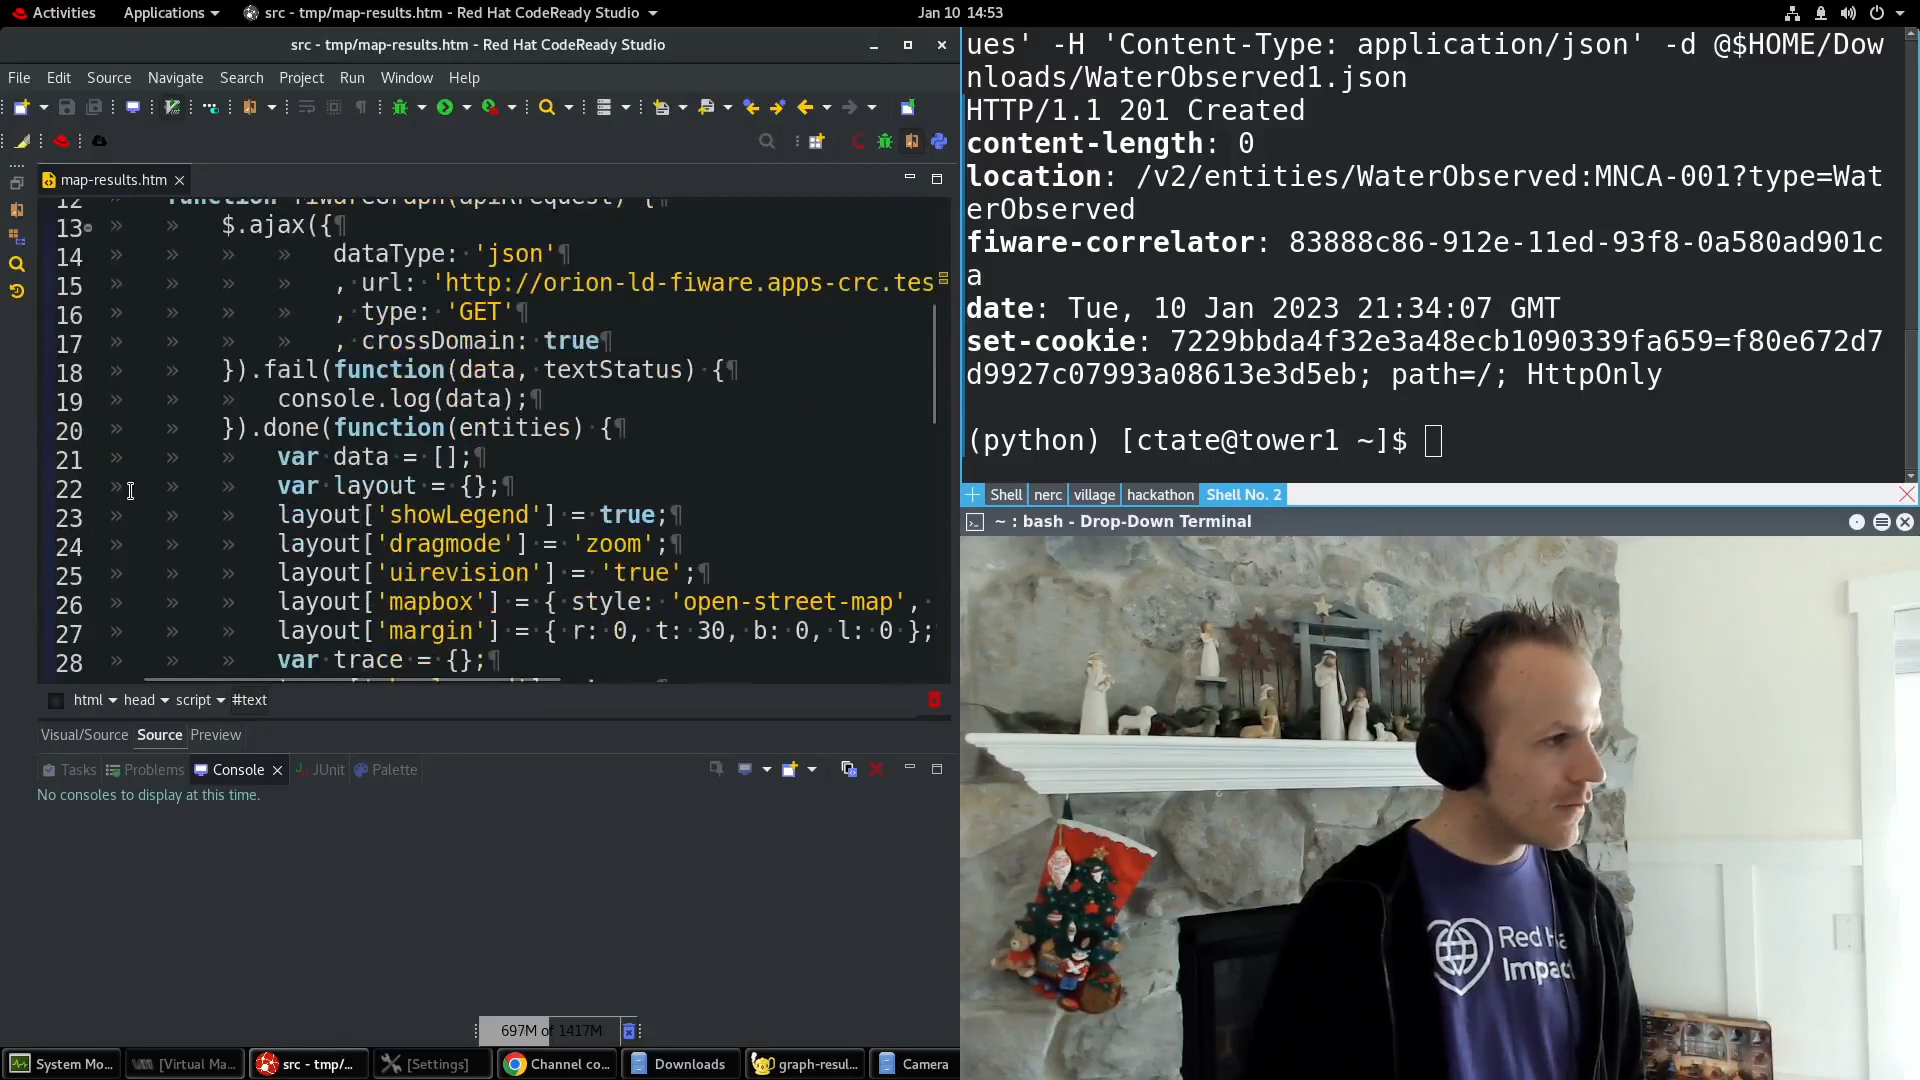 Activities Applications src - tmp/map-results.htm - Red Hat CodeReady Studio Jan 10 14:53
src - tmp/map-results.htm - Red Hat CodeReady Studio
File Edit Source Navigate Search Project Run Window Help
map-results.htm
13 $.ajax({
14 dataType: 'json'
15 , url: 'http://orion-ld-fiware.apps-crc.tes
16 , type: 'GET'
17 , crossDomain: true
18 }).fail(function(data, textStatus) {
19 console.log(data);
20 }).done(function(entities) {
21 var data = [];
22 var layout = {};
23 layout['showLegend'] = true;
24 layout['dragmode'] = 'zoom';
25 layout['uirevision'] = 'true';
26 layout['mapbox'] = { style: 'open-street-map',
27 layout['margin'] = { r: 0, t: 30, b: 0, l: 0 };
28 var trace = {};
html head script #text
Visual/Source Source Preview
Tasks Problems Console JUnit Palette
No consoles to display at this time.
697M of 1417M
System Mo... [Virtual Ma... src - tmp/... [Settings] Channel co... Downloads graph-resul... Camera
ues' -H 'Content-Type: application/json' -d @$HOME/Dow
nloads/WaterObserved1.json
HTTP/1.1 201 Created
content-length: 0
location: /v2/entities/WaterObserved:MNCA-001?type=Wat
erObserved
fiware-correlator: 83888c86-912e-11ed-93f8-0a580ad901c
a
date: Tue, 10 Jan 2023 21:34:07 GMT
set-cookie: 7229bbda4f32e3a48ecb1090339fa659=f80e672d7
d9927c07993a08613e3d5eb; path=/; HttpOnly
(python) [ctate@tower1 ~]$
Shell nerc village hackathon Shell No. 2
~ : bash - Drop-Down Terminal
Red Ha
Impact